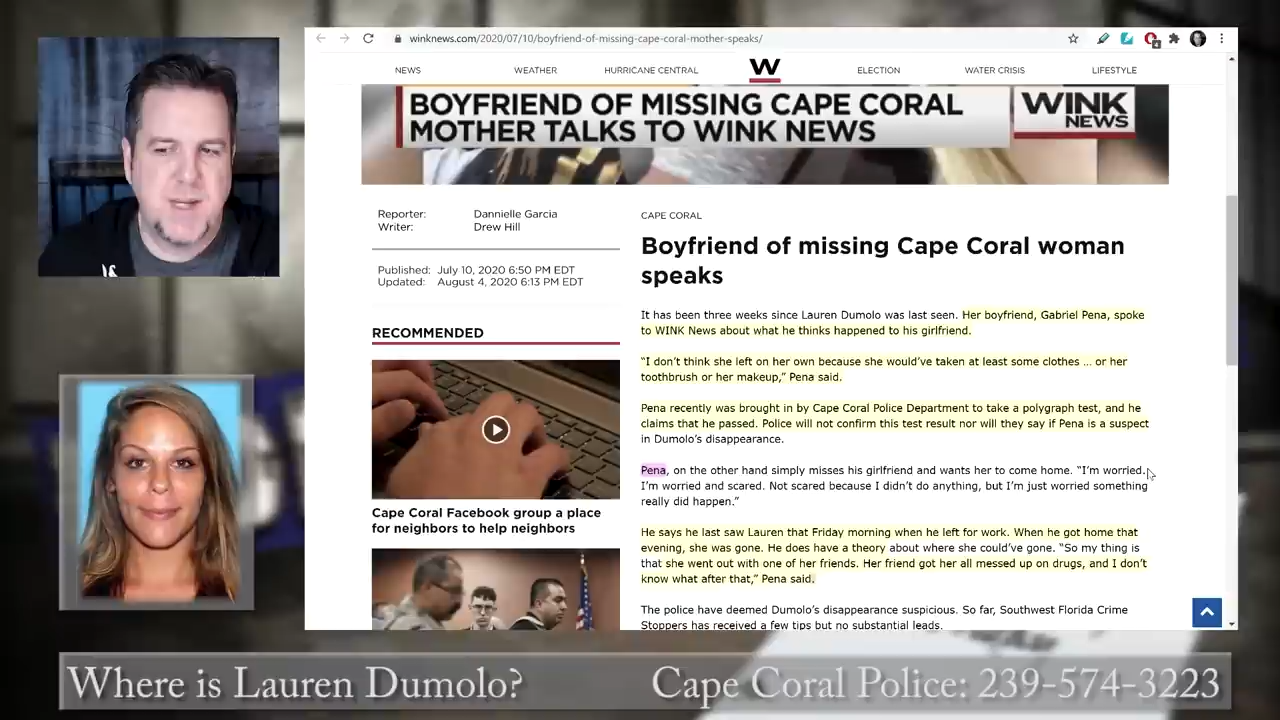 winknews.com/2020/07/10/boyfriend-of-missing-cape-coral-mother-speaks/
NEWS WEATHER HURRICANE CENTRAL W ELECTION WATER CRISIS LIFESTYLE
BOYFRIEND OF MISSING CAPE CORAL
MOTHER TALKS TO WINK NEWS
WINK
NEWS
Reporter: Dannielle Garcia
Writer: Drew Hill
Published: July 10, 2020 6:50 PM EDT
Updated: August 4, 2020 6:13 PM EDT
RECOMMENDED
Cape Coral Facebook group a place
for neighbors to help neighbors
CAPE CORAL
Boyfriend of missing Cape Coral woman
speaks
It has been three weeks since Lauren Dumolo was last seen. Her boyfriend, Gabriel Pena, spoke
to WINK News about what he thinks happened to his girlfriend.
“I don’t think she left on her own because she would’ve taken at least some clothes … or her
toothbrush or her makeup,” Pena said.
Pena recently was brought in by Cape Coral Police Department to take a polygraph test, and he
claims that he passed. Police will not confirm this test result nor will they say if Pena is a suspect
in Dumolo’s disappearance.
Pena, on the other hand simply misses his girlfriend and wants her to come home. “I’m worried.
I’m worried and scared. Not scared because I didn’t do anything, but I’m just worried something
really did happen.”
He says he last saw Lauren that Friday morning when he left for work. When he got home that
evening, she was gone. He does have a theory about where she could’ve gone. “So my thing is
that she went out with one of her friends. Her friend got her all messed up on drugs, and I don’t
know what after that,” Pena said.
The police have deemed Dumolo’s disappearance suspicious. So far, Southwest Florida Crime
Stoppers has received a few tips but no substantial leads.
Where is Lauren Dumolo? Cape Coral Police: 239-574-3223